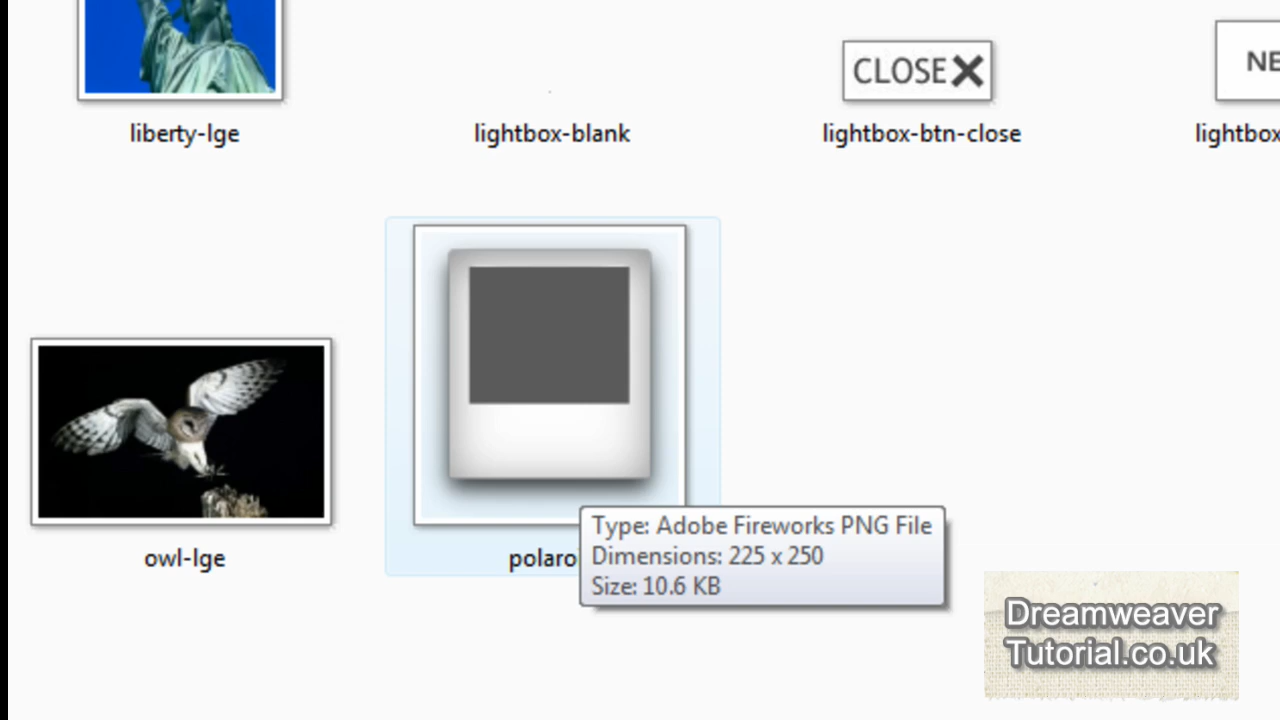 CLOSE
NE
liberty-lge
lightbox-blank
lightbox-btn-close
lightbox
owl-lge
polaro
Type: Adobe Fireworks PNG File
Dimensions: 225 x 250
Size: 10.6 KB
Dreamweaver
Tutorial.co.uk